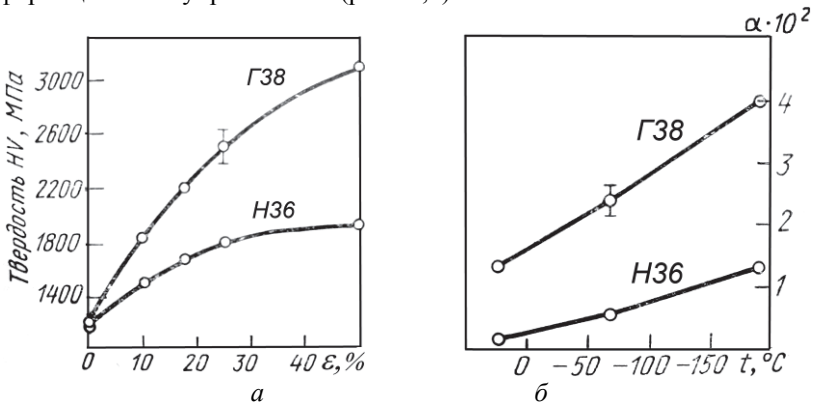 Твердость HV, МПа
3000
2600
2200
1800
1400
0 10 20 30 40 ε,%
Г38
Н36
а
α·10²
4
3
2
1
0 −50 −100 −150 t,°C
Г38
Н36
б